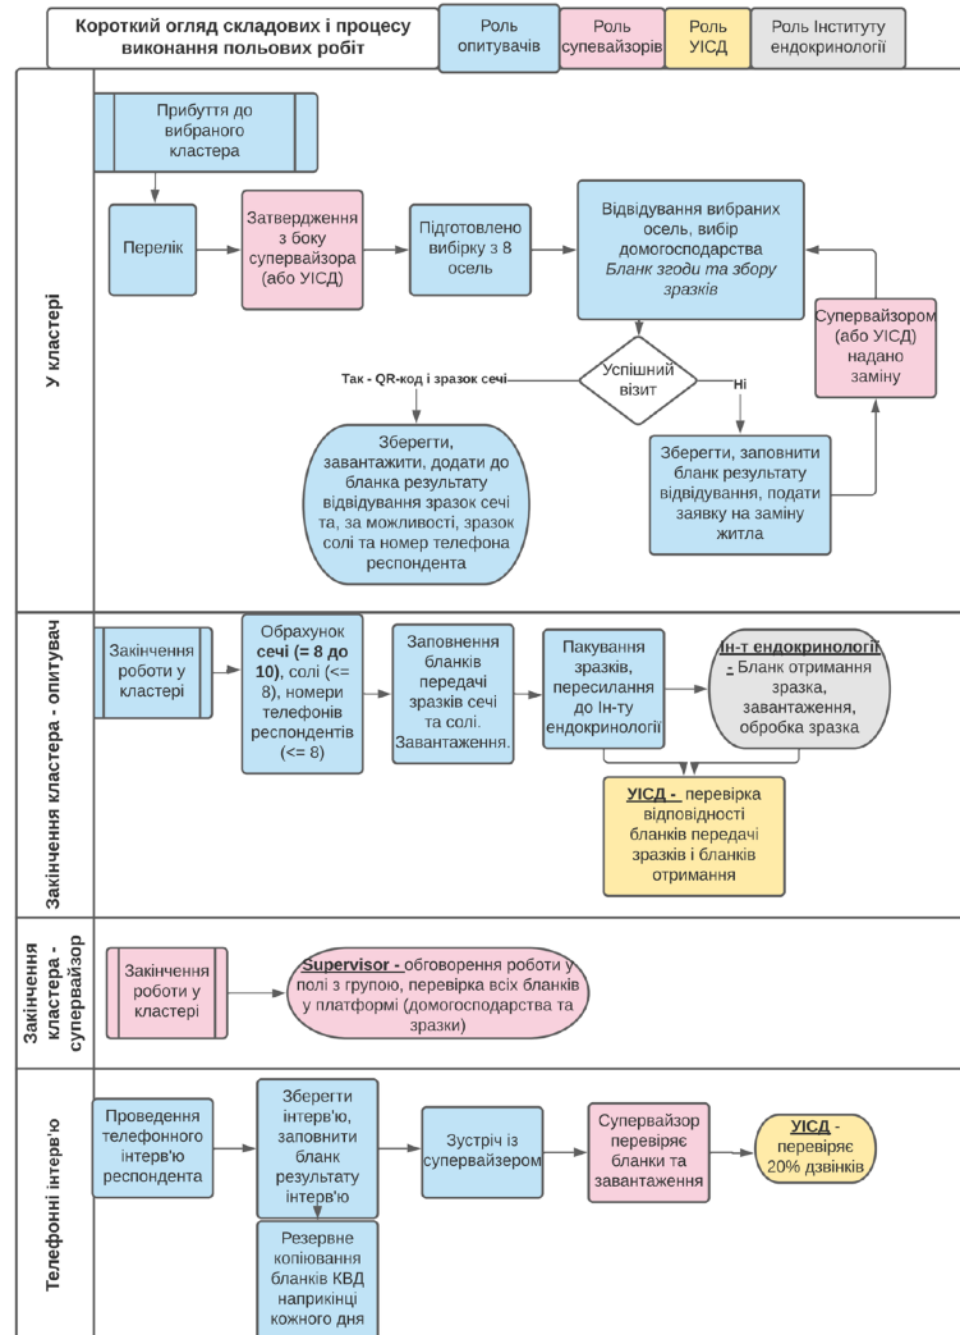 Короткий огляд складових і процесу
виконання польових робіт
Роль
опитувачів
Роль
супевайзорів
Роль
УІСД
Роль Інституту
ендокринології
У кластері
Прибуття до
вибраного
кластера
Перелік
Затвердження
з боку
супервайзора
(або УІСД)
Підготовлено
вибірку з 8
осель
Відвідування вибраних
осель, вибір
домогосподарства
Бланк згоди та збору
зразків
Супервайзором
(або УІСД)
надано
заміну
Успішний
візит
Так - QR-код і зразок сечі
Ні
Зберегти,
завантажити, додати до
бланка результату
відвідування зразок сечі
та, за можливості, зразок
солі та номер телефона
респондента
Зберегти, заповнити
бланк результату
відвідування, подати
заявку на заміну
житла
Закінчення кластера - опитувач
Закінчення
роботи у
кластері
Обрахунок
сечі (= 8 до
10), солі (<=
8), номери
телефонів
респондентів
(<= 8)
Заповнення
бланків
передачі
зразків сечі
та солі.
Завантаження.
Пакування
зразків,
пересилання
до Ін-ту
ендокринології
Ін-т ендокринології
- Бланк отримання
зразка,
завантаження,
обробка зразка
УІСД - перевірка
відповідності
бланків передачі
зразків і бланків
отримання
Закінчення
кластера -
супервайзор
Закінчення
роботи у
кластері
Supervisor - обговорення роботи у
полі з групою, перевірка всіх бланків
у платформі (домогосподарства та
зразки)
Телефонні інтерв'ю
Проведення
телефонного
інтерв'ю
респондента
Зберегти
інтерв'ю,
заповнити
бланк
результату
інтерв'ю
Зустріч із
супервайзером
Супервайзор
перевіряє
бланки та
завантаження
УІСД -
перевіряє
20% дзвінків
Резервне
копіювання
бланків КВД
наприкінці
кожного дня